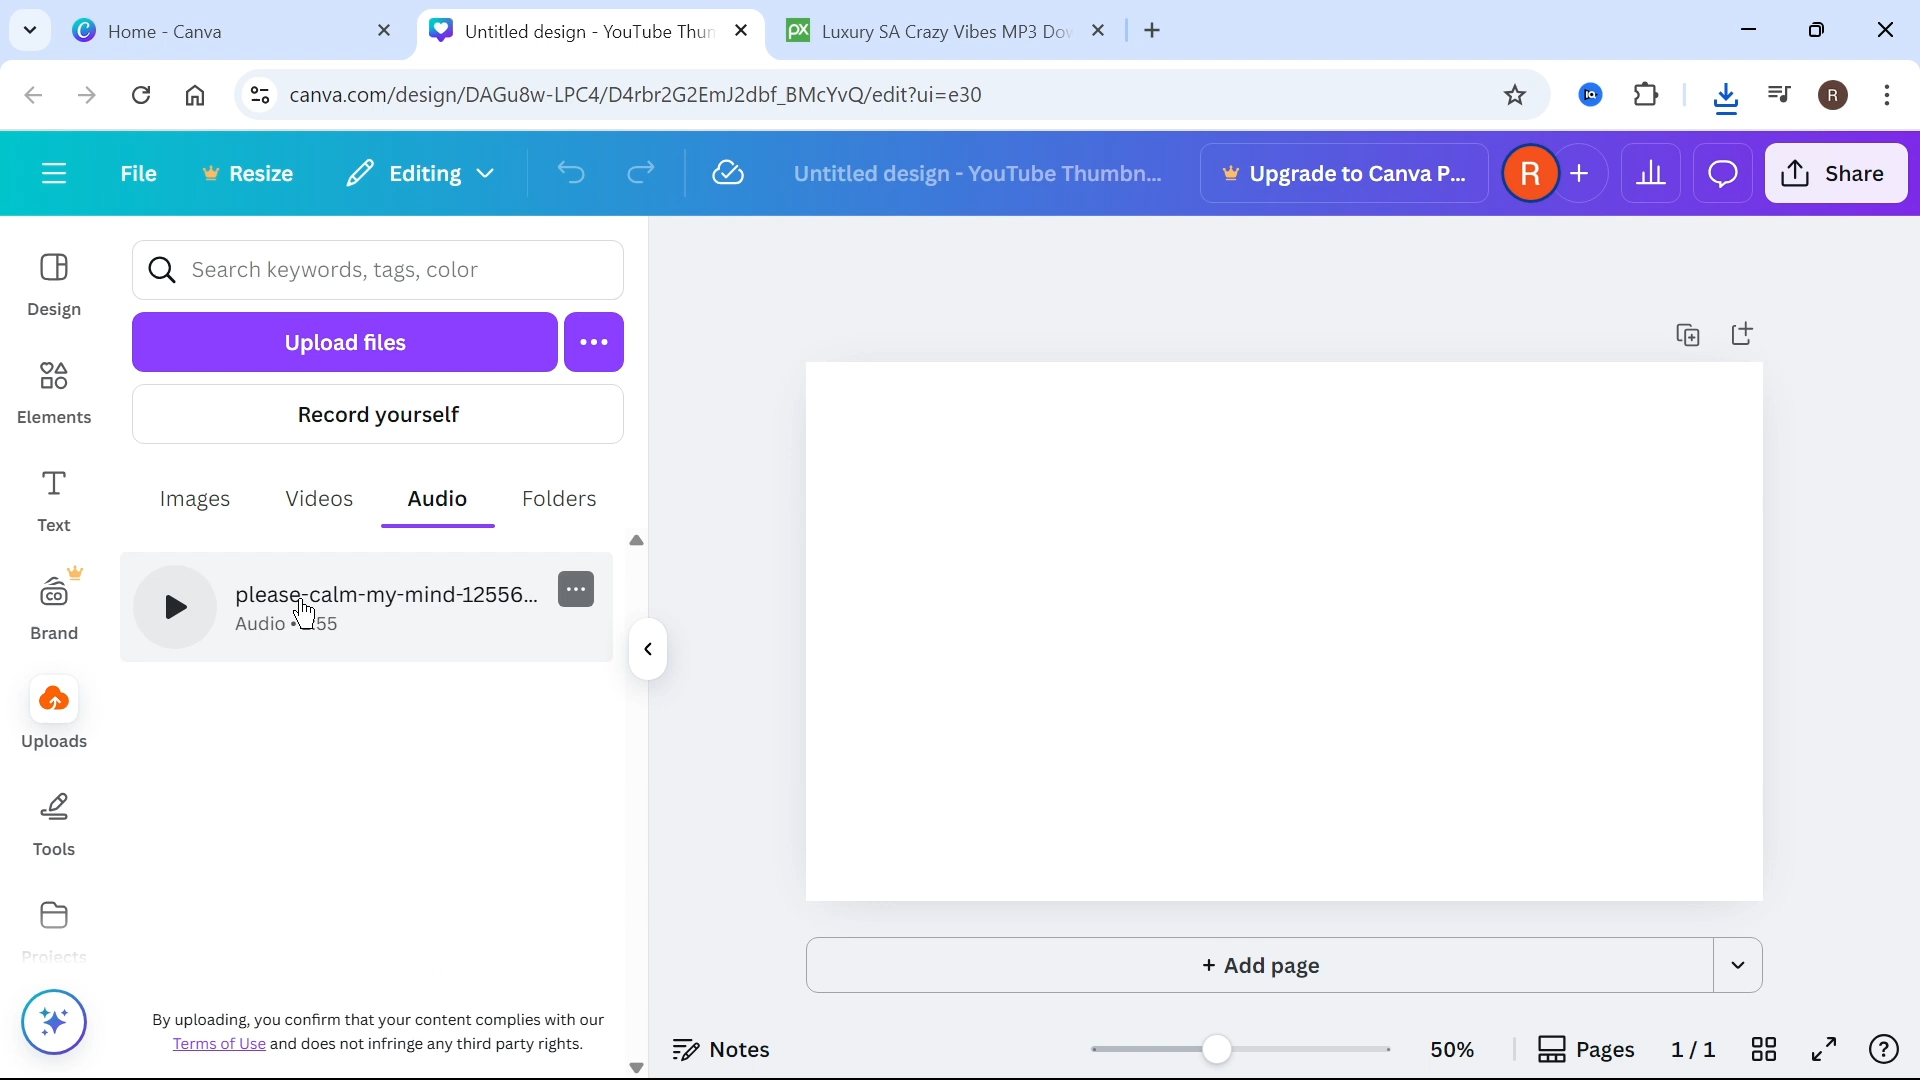 Home - Canva
Untitled design - YouTube Thun
Luxury SA Crazy Vibes MP3 Do
canva.com/design/DAGu8w-LPC4/D4rbr2G2EmJ2dbf_BMcYvQ/edit?ui=e30
R
File
Resize
Editing
Untitled design - YouTube Thumbn...
Upgrade to Canva P...
R
Share
Design
Elements
Text
Brand
Uploads
Tools
Projects
Search keywords, tags, color
Upload files
Record yourself
Images
Videos
Audio
Folders
please-calm-my-mind-12556...
Audio • 55
By uploading, you confirm that your content complies with our
Terms of Use and does not infringe any third party rights.
+ Add page
Notes
50%
Pages
1 / 1